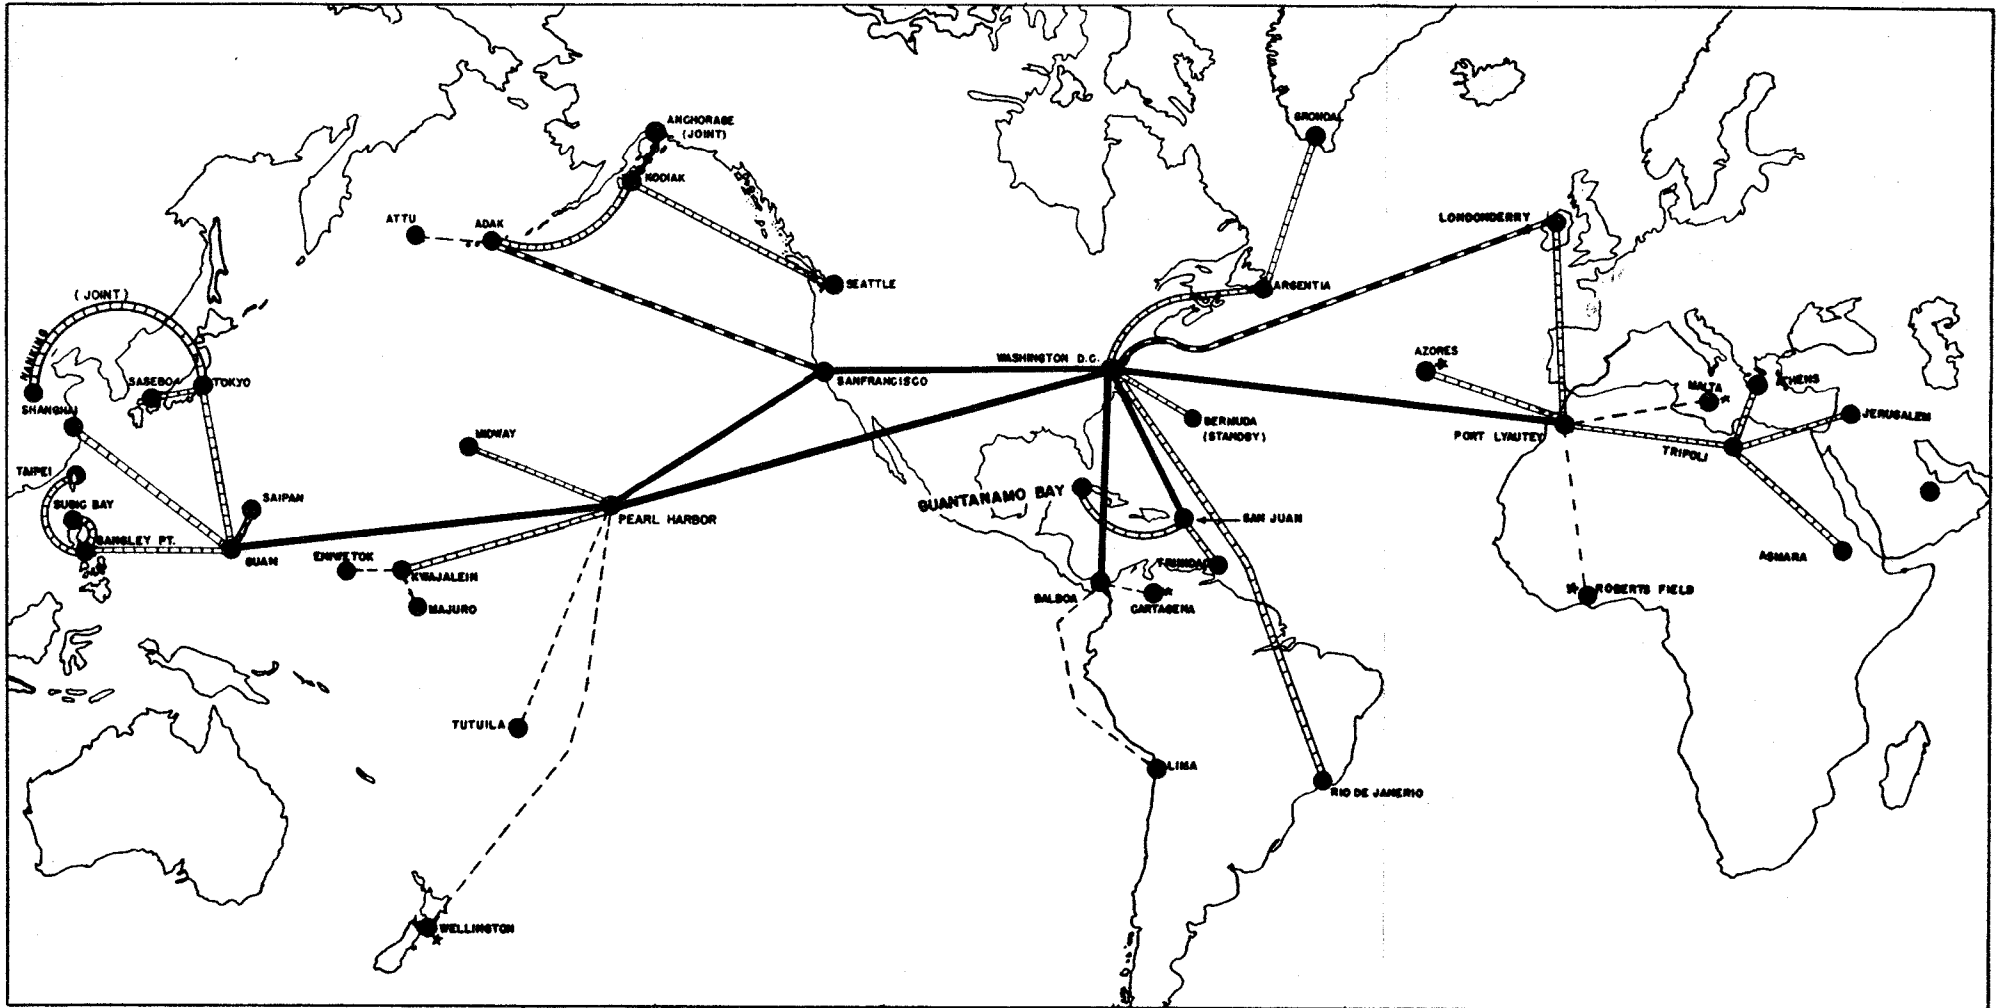 GRONDAL
ANCHORAGE
(JOINT)
KODIAK
ATTU
ADAK
LONDONDERRY
SEATTLE
ARGENTIA
(JOINT)
NANKING
WASHINGTON D.C.
AZORES
SASEBO
TOKYO
SANFRANCISCO
MALTA
ATHENS
SHANGHAI
BERMUDA
(STANDBY)
JERUSALEM
MIDWAY
PORT LYAUTEY
TRIPOLI
TAIPEI
SAIPAN
GUANTANAMO BAY
SUBIC BAY
PEARL HARBOR
SAN JUAN
SANGLEY PT.
GUAM
ENIWETOK
KWAJALEIN
TRINIDAD
ASMARA
MAJURO
BALBOA
CARTAGENA
ROBERTS FIELD
TUTUILA
LIMA
RIO DE JANERIO
WELLINGTON